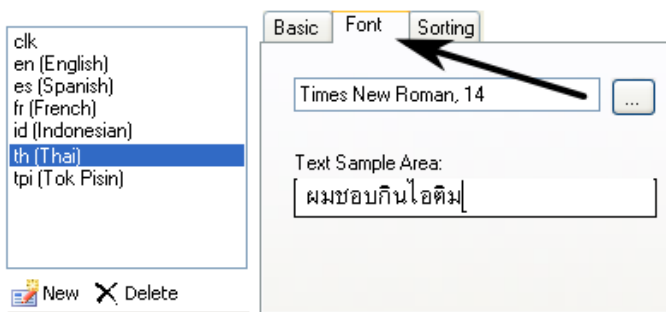 clk
en (English)
es (Spanish)
fr (French)
id (Indonesian)
th (Thai)
tpi (Tok Pisin)
New Delete
Basic Font Sorting
Times New Roman, 14 ...
Text Sample Area:
ผมชอบกินไอติม